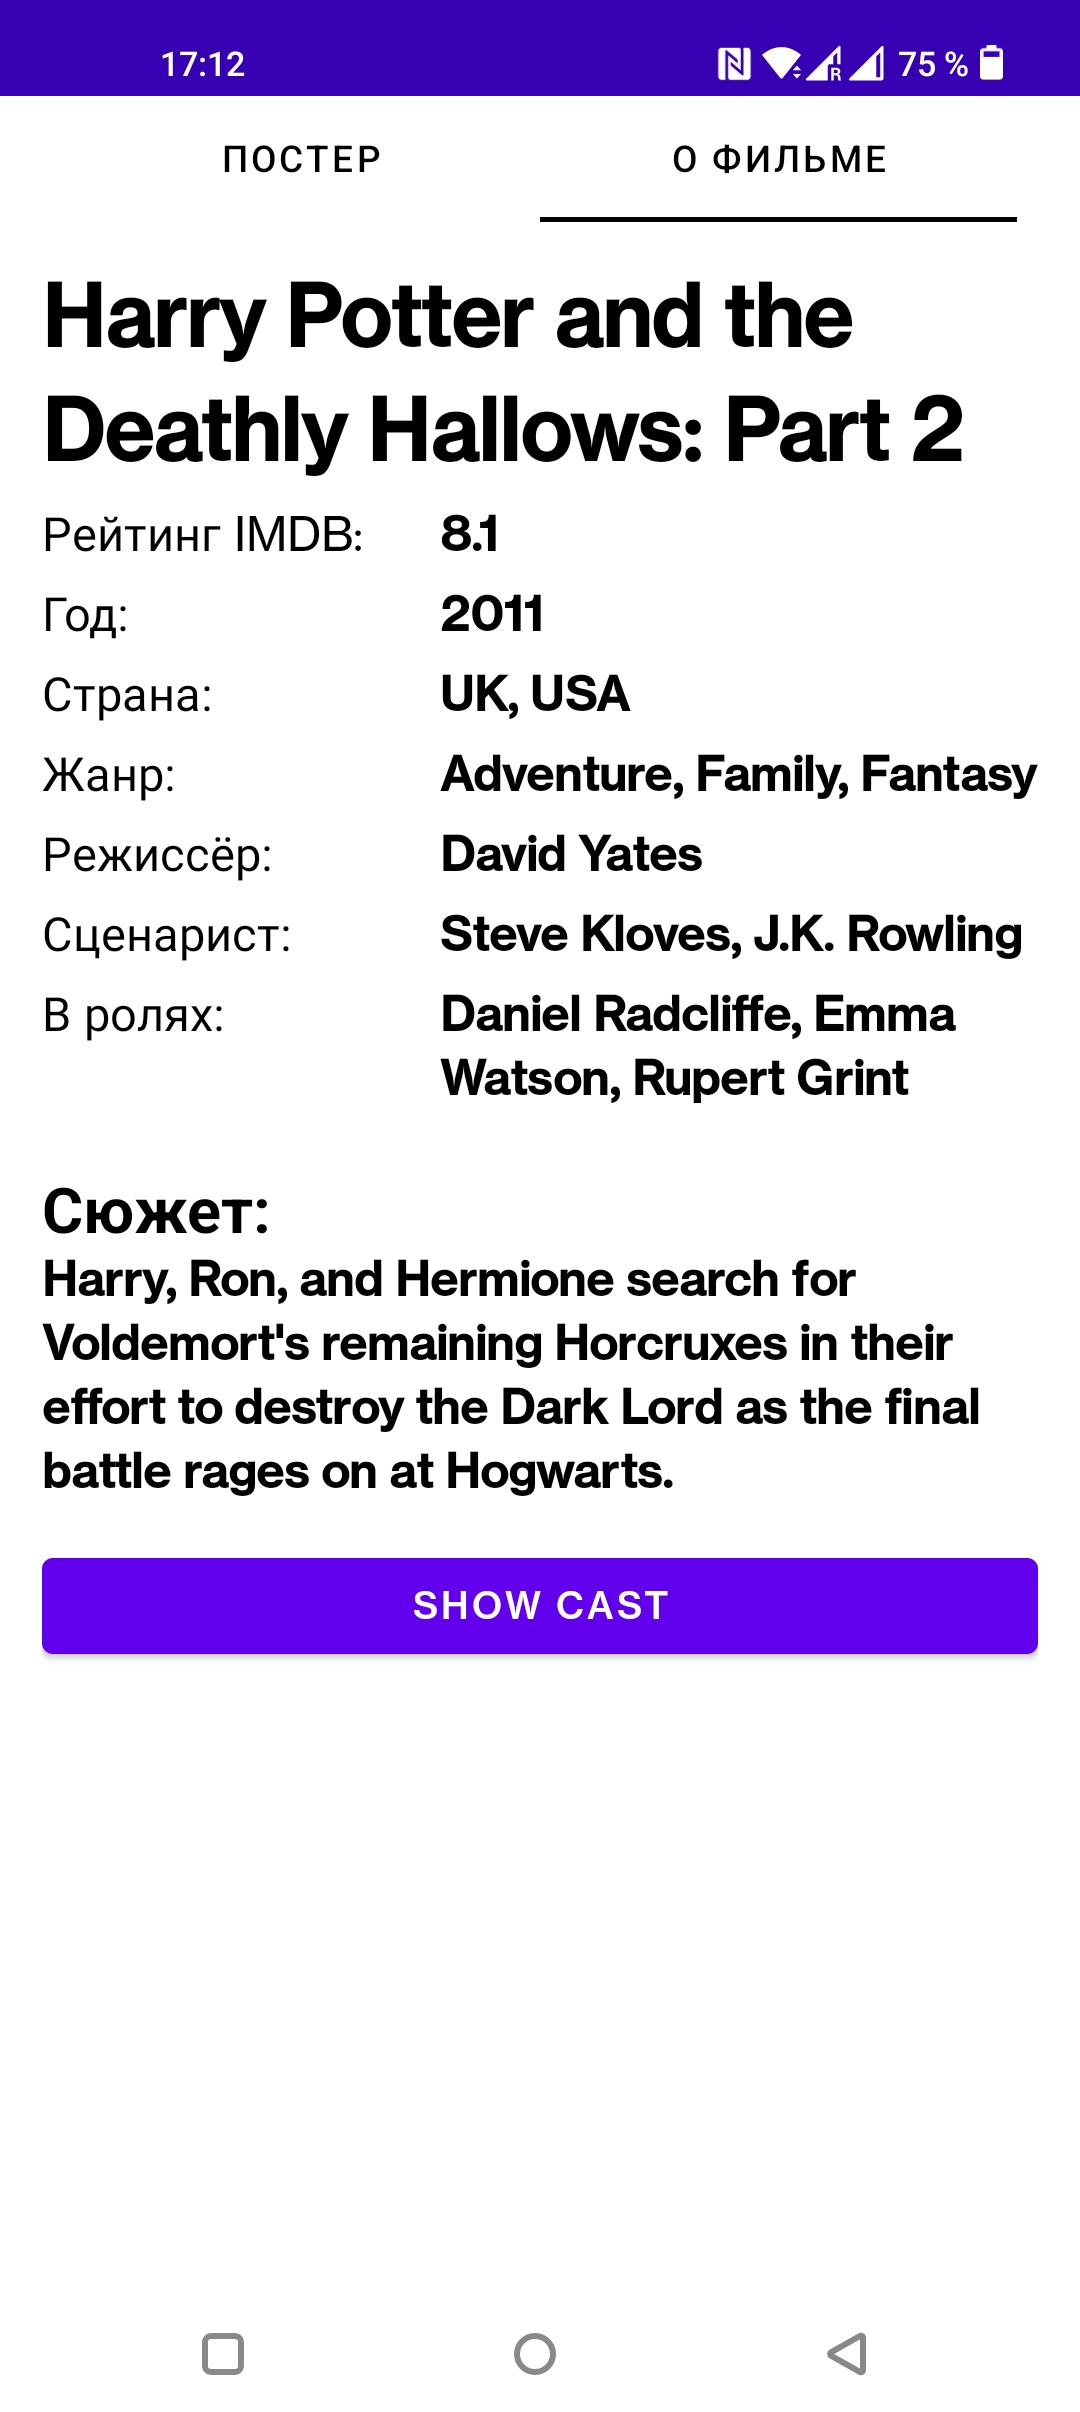 17:12 75 %
ПОСТЕР О ФИЛЬМЕ
Harry Potter and the
Deathly Hallows: Part 2
Рейтинг IMDB: 8.1
Год: 2011
Страна: UK, USA
Жанр: Adventure, Family, Fantasy
Режиссёр: David Yates
Сценарист: Steve Kloves, J.K. Rowling
В ролях: Daniel Radcliffe, Emma
Watson, Rupert Grint
Сюжет:
Harry, Ron, and Hermione search for
Voldemort's remaining Horcruxes in their
effort to destroy the Dark Lord as the final
battle rages on at Hogwarts.
SHOW CAST